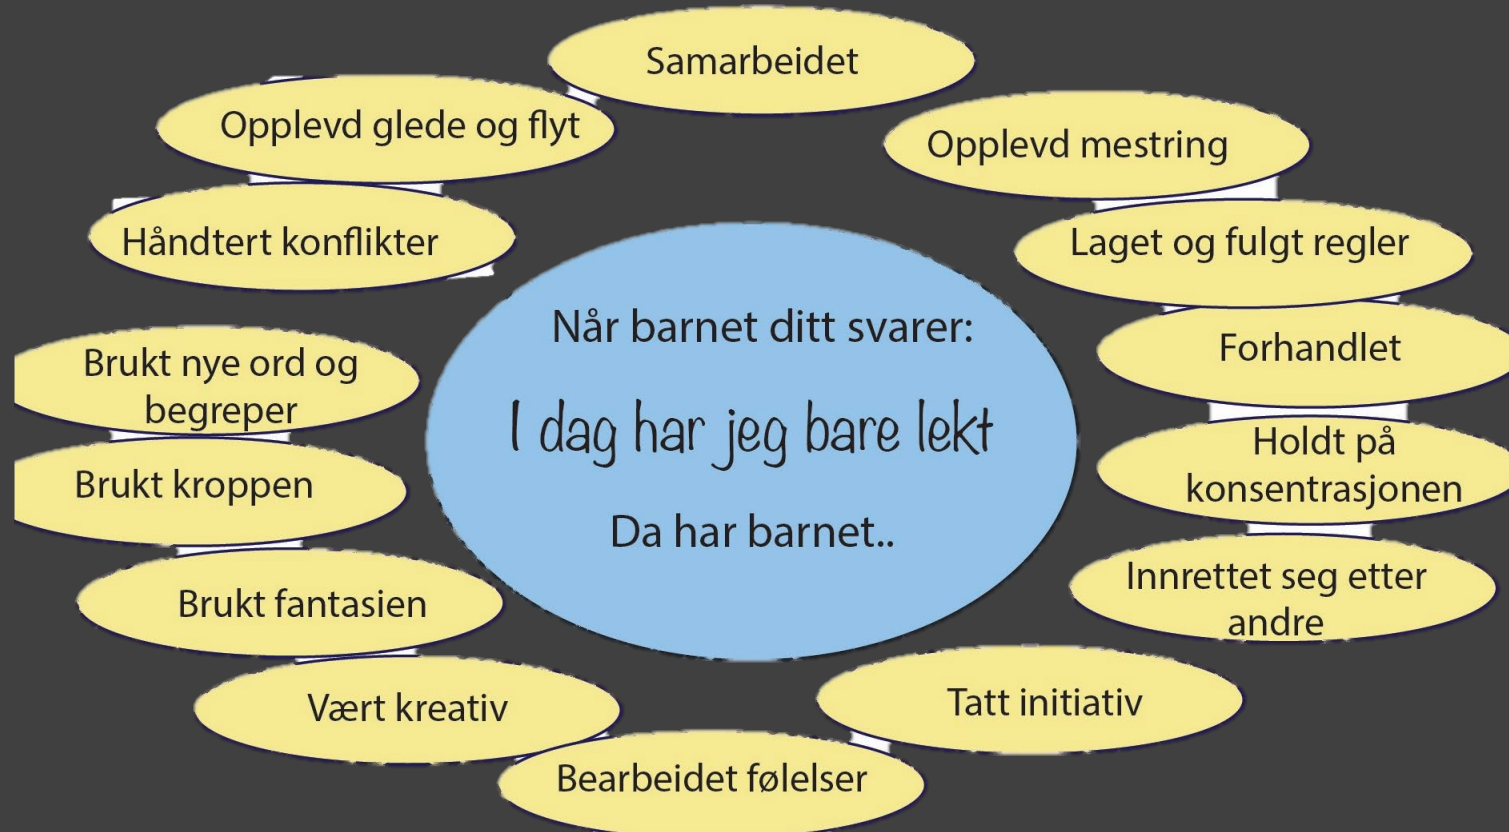 Når barnet ditt svarer:
I dag har jeg bare lekt
Da har barnet..
Samarbeidet
Opplevd mestring
Laget og fulgt regler
Forhandlet
Holdt på
konsentrasjonen
Innrettet seg etter
andre
Tatt initiativ
Bearbeidet følelser
Vært kreativ
Brukt fantasien
Brukt kroppen
Brukt nye ord og
begreper
Håndtert konflikter
Opplevd glede og flyt